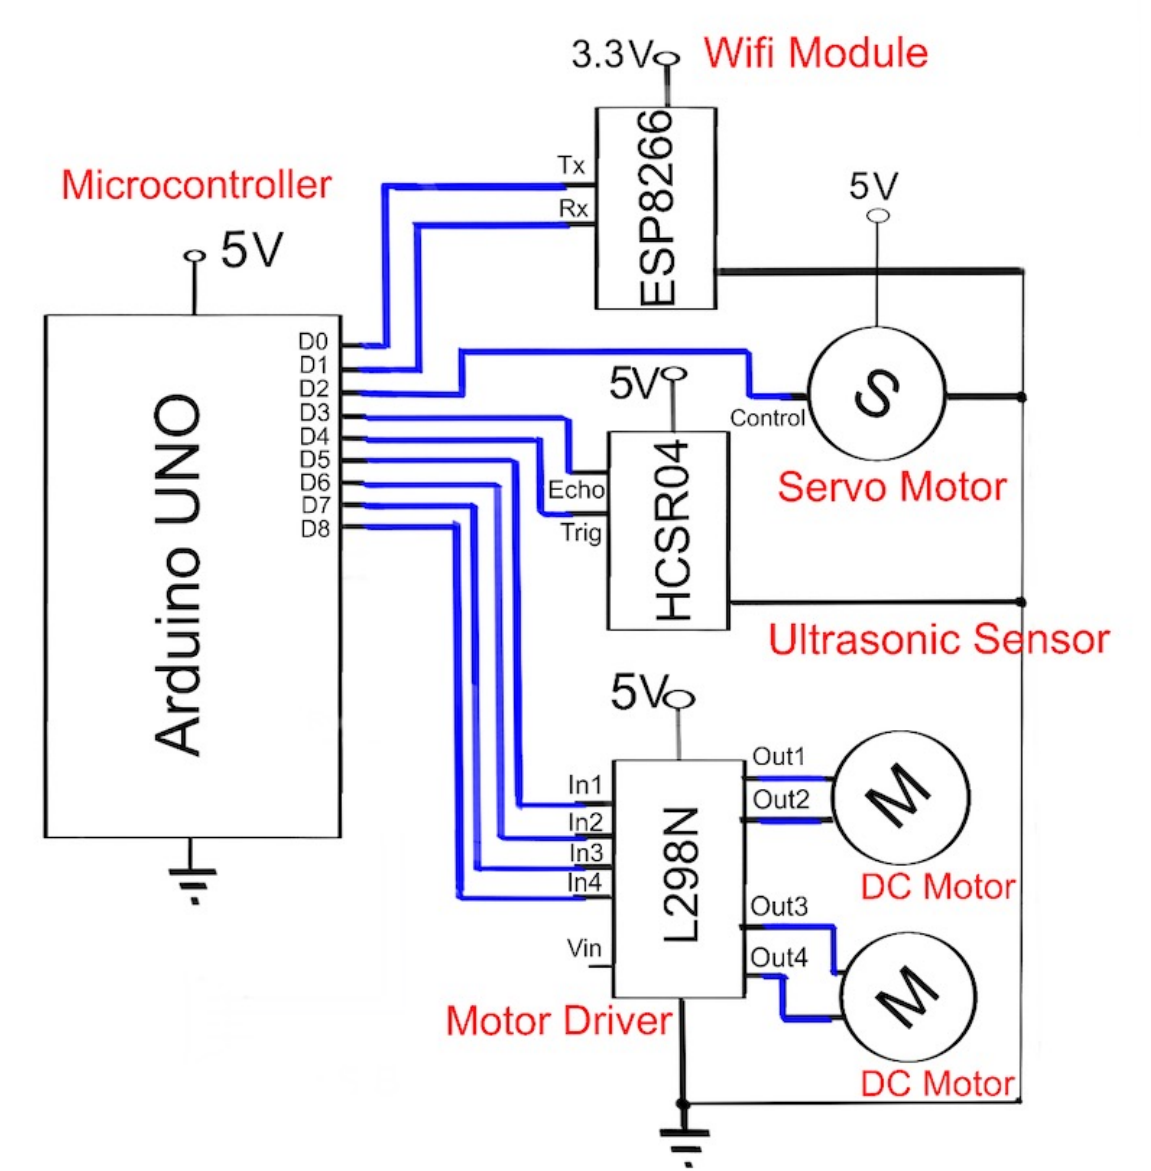 3.3V
Wifi Module
ESP8266
Tx
Rx
Microcontroller
5V
Arduino UNO
D0
D1
D2
D3
D4
D5
D6
D7
D8
5V
S
Control
Servo Motor
5V
HCSR04
Echo
Trig
Ultrasonic Sensor
5V
L298N
In1
In2
In3
In4
Vin
Out1
Out2
Out3
Out4
M
DC Motor
M
DC Motor
Motor Driver